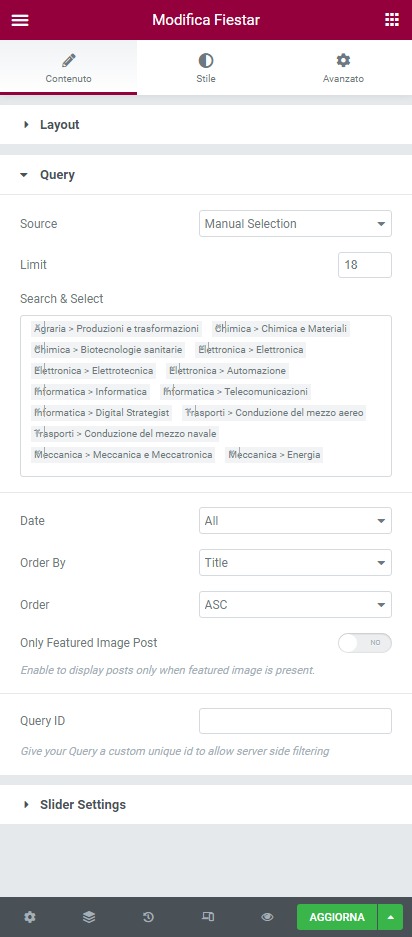 Modifica Fiestar
Contenuto Stile Avanzato
Layout
Query
Source Manual Selection
Limit 18
Search & Select
Agraria > Produzioni e trasformazioni Chimica > Chimica e Materiali
Chimica > Biotecnologie sanitarie Elettronica > Elettronica
Elettronica > Elettrotecnica Elettronica > Automazione
Informatica > Informatica Informatica > Telecomunicazioni
Informatica > Digital Strategist Trasporti > Conduzione del mezzo aereo
Trasporti > Conduzione del mezzo navale
Meccanica > Meccanica e Meccatronica Meccanica > Energia
Date All
Order By Title
Order ASC
Only Featured Image Post NO
Enable to display posts only when featured image is present.
Query ID
Give your Query a custom unique id to allow server side filtering
Slider Settings
AGGIORNA